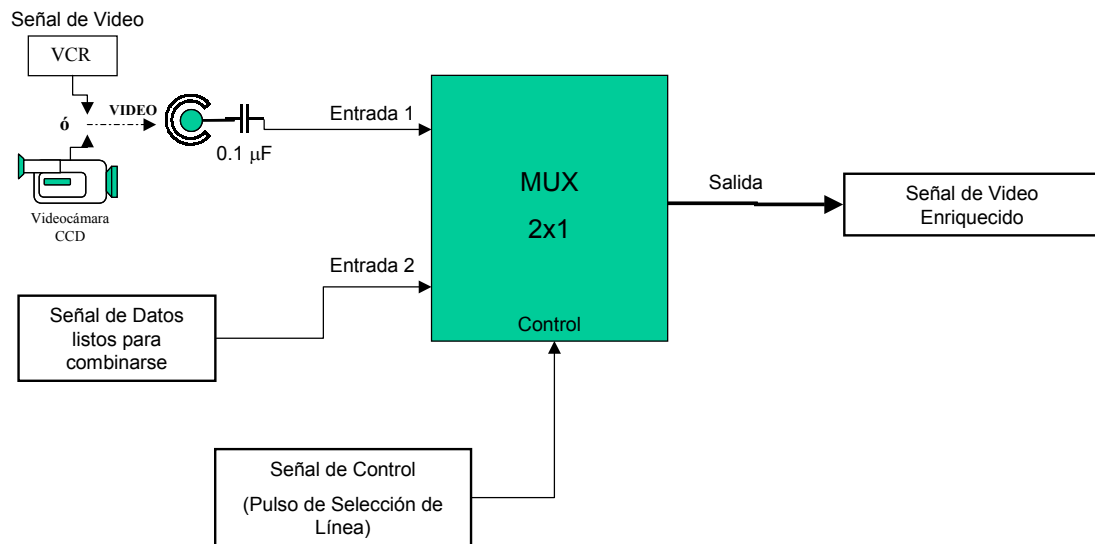 Señal de Video
VCR
VIDEO
ó
Videocámara
CCD
0.1 μF
Entrada 1
MUX
2x1
Control
Salida
Señal de Video
Enriquecido
Entrada 2
Señal de Datos
listos para
combinarse
Señal de Control
(Pulso de Selección de
Línea)